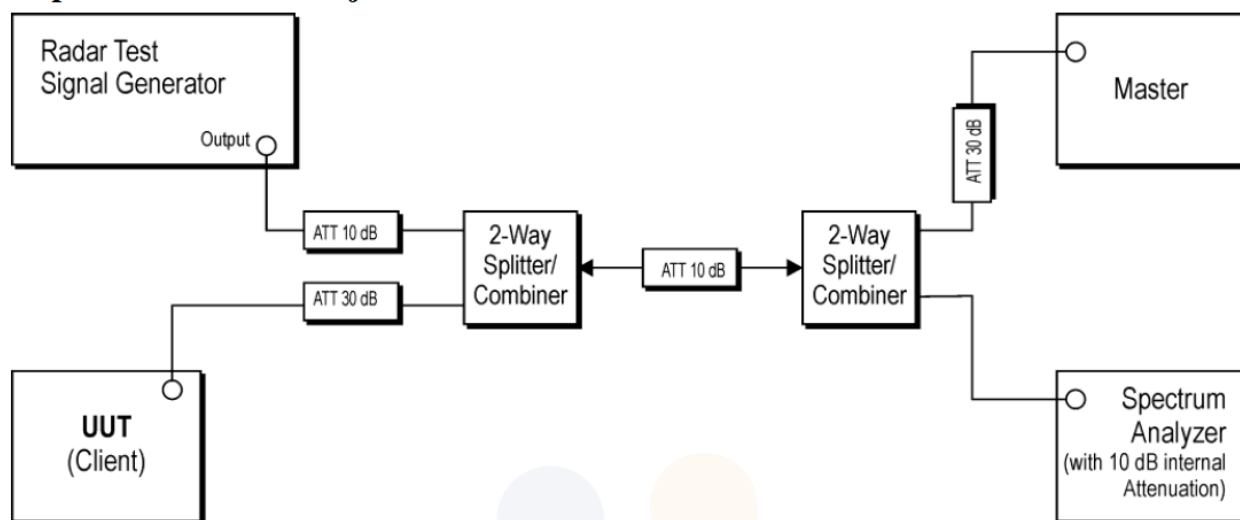 Radar Test
Signal Generator
Output
ATT 10 dB
ATT 30 dB
UUT
(Client)
2-Way
Splitter/
Combiner
ATT 10 dB
2-Way
Splitter/
Combiner
ATT 30 dB
Master
Spectrum
Analyzer
(with 10 dB internal
Attenuation)